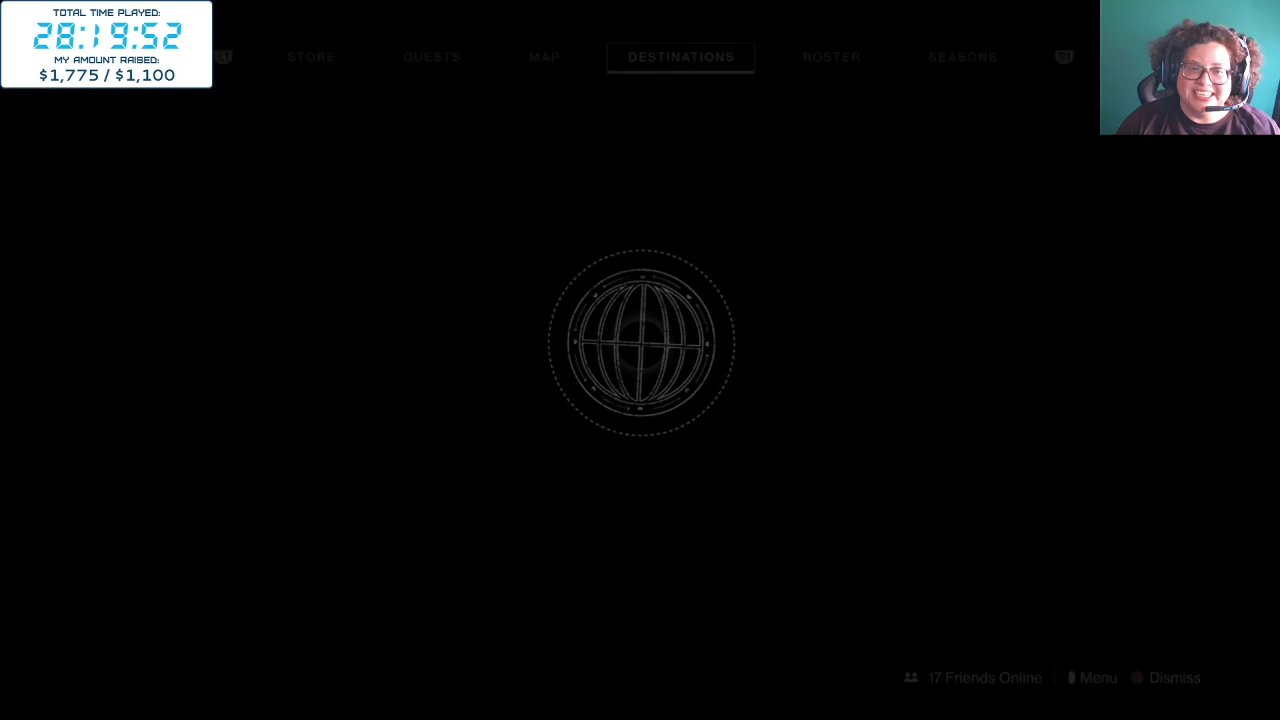 TOTAL TIME PLAYED:
28:19:52
MY AMOUNT RAISED:
$1,775 / $1,100
STORE QUESTS MAP DESTINATIONS ROSTER SEASONS R1
17 Friends Online Menu Dismiss